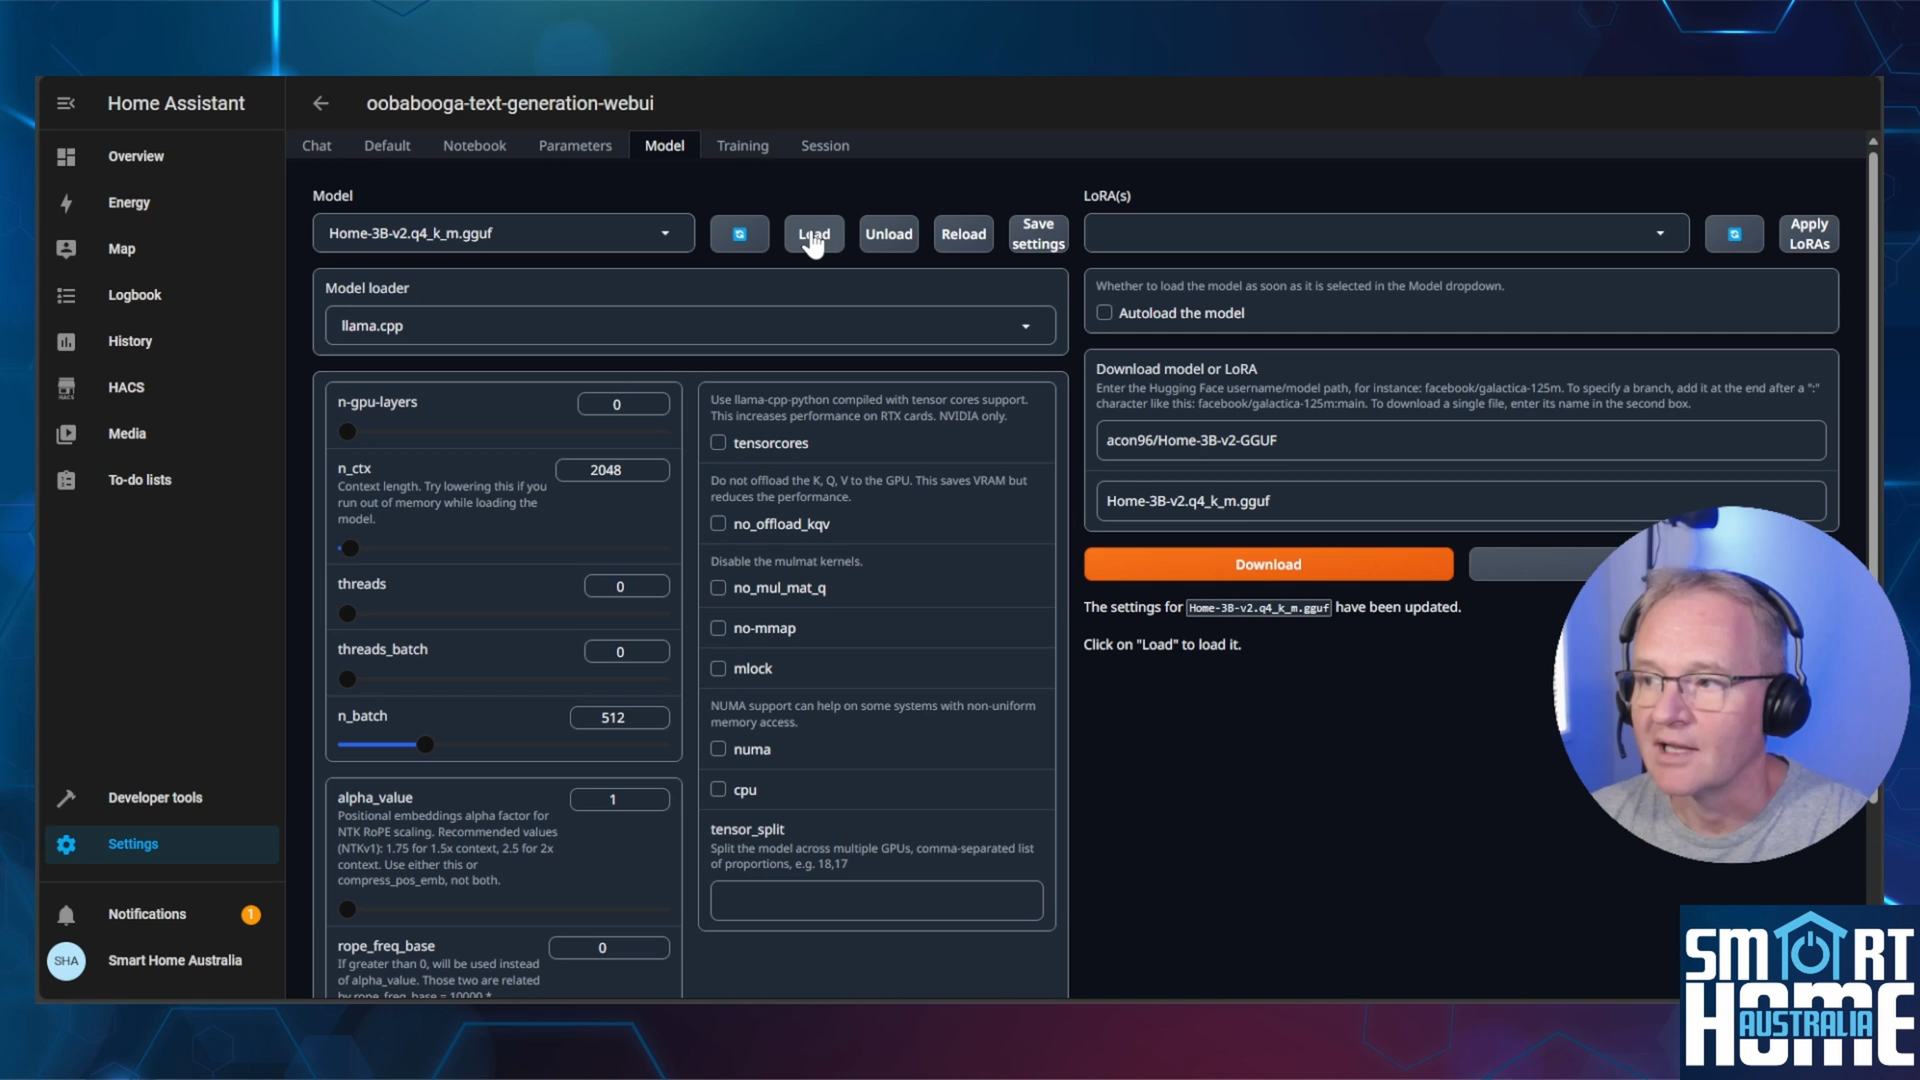 Home Assistant
Overview
Energy
Map
Logbook
History
HACS
HACS
Media
To-do lists
Developer tools
Settings
Notifications
1
SHA
Smart Home Australia
oobabooga-text-generation-webui
Chat
Default
Notebook
Parameters
Model
Training
Session
Model
Home-3B-v2.q4_k_m.gguf
Load
Unload
Reload
Save
settings
Model loader
llama.cpp
n-gpu-layers
0
n_ctx
2048
Context length. Try lowering this if you
run out of memory while loading the
model.
threads
0
threads_batch
0
n_batch
512
alpha_value
1
Positional embeddings alpha factor for
NTK RoPE scaling. Recommended values
(NTKv1): 1.75 for 1.5x context, 2.5 for 2x
context. Use either this or
compress_pos_emb, not both.
rope_freq_base
0
If greater than 0, will be used instead
of alpha_value. Those two are related
by rope_freq_base = 10000 *
Use llama-cpp-python compiled with tensor cores support.
This increases performance on RTX cards. NVIDIA only.
tensorcores
Do not offload the K, Q, V to the GPU. This saves VRAM but
reduces the performance.
no_offload_kqv
Disable the mulmat kernels.
no_mul_mat_q
no-mmap
mlock
NUMA support can help on some systems with non-uniform
memory access.
numa
cpu
tensor_split
Split the model across multiple GPUs, comma-separated list
of proportions, e.g. 18,17
LoRA(s)
Apply
LoRAs
Whether to load the model as soon as it is selected in the Model dropdown.
Autoload the model
Download model or LoRA
Enter the Hugging Face username/model path, for instance: facebook/galactica-125m. To specify a branch, add it at the end after a ":"
character like this: facebook/galactica-125m:main. To download a single file, enter its name in the second box.
acon96/Home-3B-v2-GGUF
Home-3B-v2.q4_k_m.gguf
Download
The settings for Home-3B-v2.q4_k_m.gguf have been updated.
Click on "Load" to load it.
SMART
HOME
AUSTRALIA